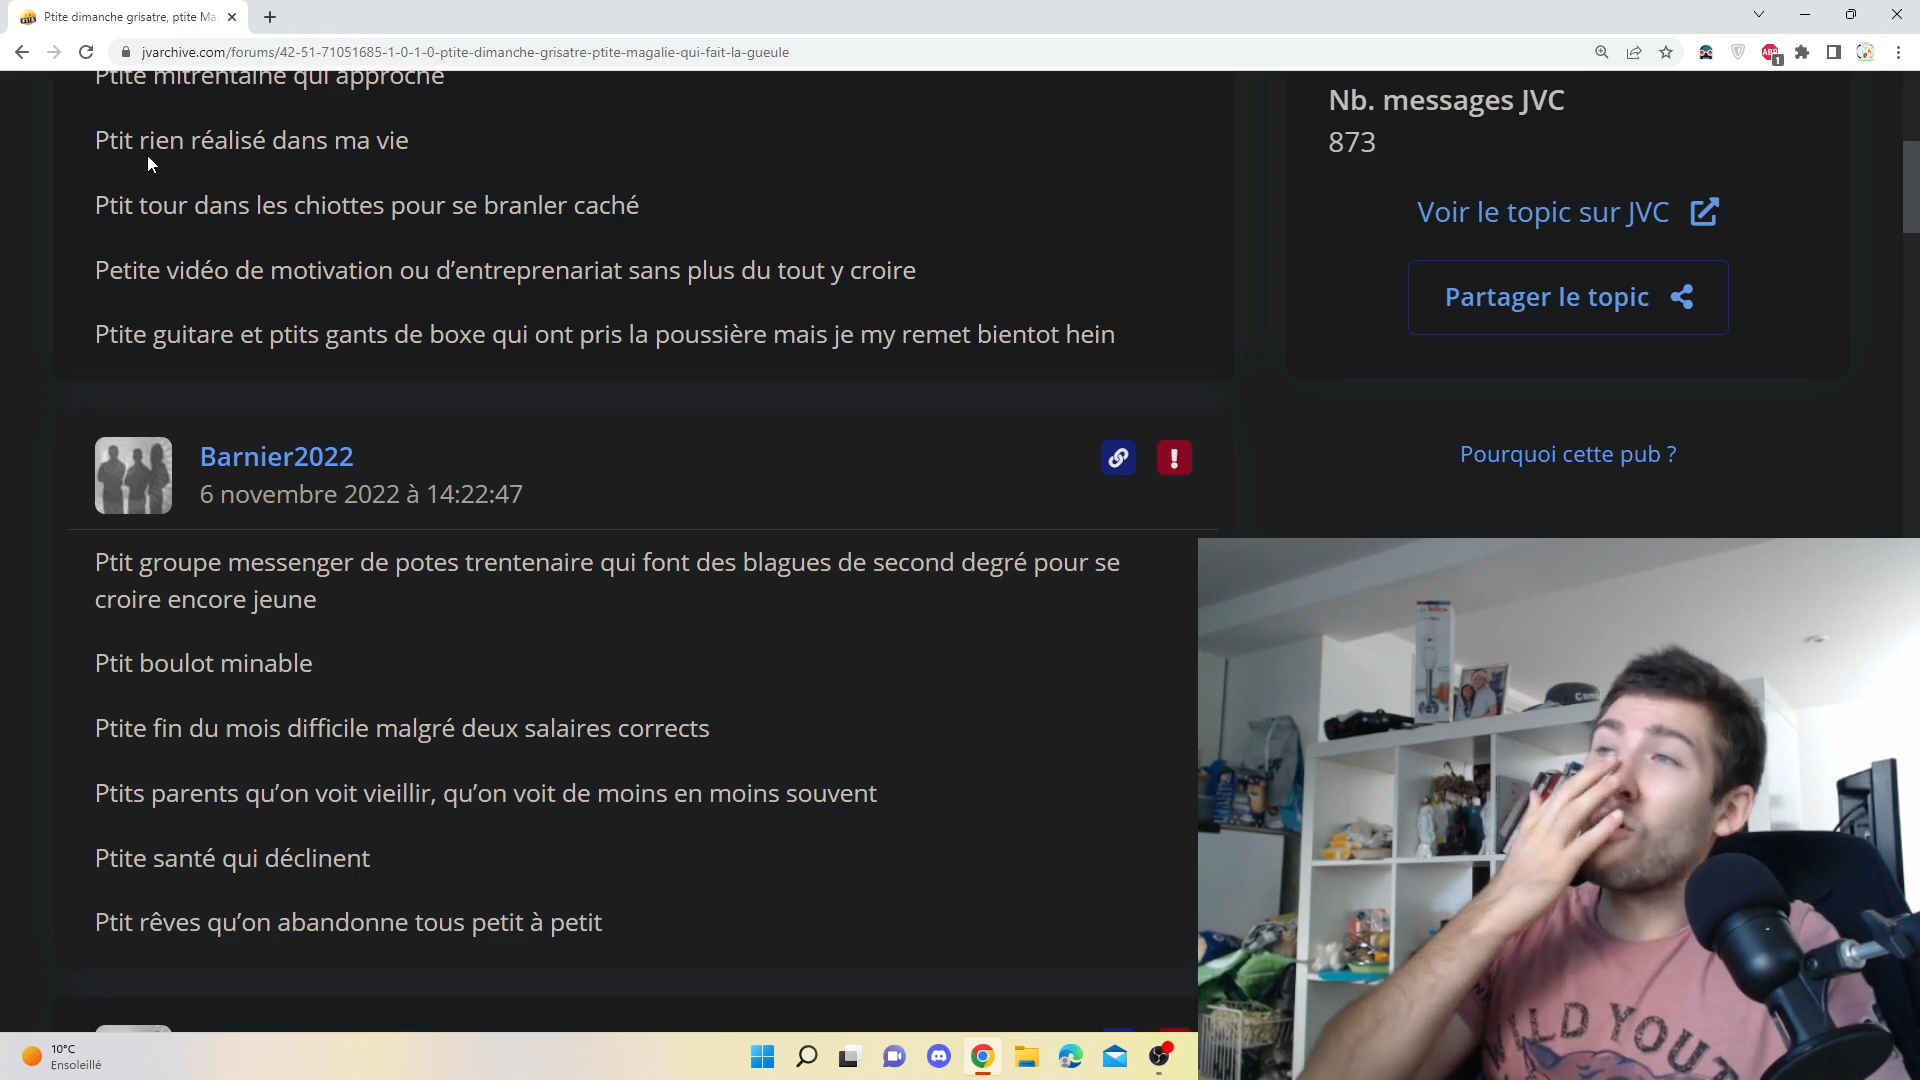 Ptite dimanche grisatre, ptite Ma
jvarchive.com/forums/42-51-71051685-1-0-1-0-ptite-dimanche-grisatre-ptite-magalie-qui-fait-la-gueule
ABP
1
Ptite mitrentaine qui approche
Ptit rien réalisé dans ma vie
Ptit tour dans les chiottes pour se branler caché
Petite vidéo de motivation ou d’entreprenariat sans plus du tout y croire
Ptite guitare et ptits gants de boxe qui ont pris la poussière mais je my remet bientot hein
Nb. messages JVC
873
Voir le topic sur JVC
Partager le topic
Pourquoi cette pub ?
Barnier2022
6 novembre 2022 à 14:22:47
Ptit groupe messenger de potes trentenaire qui font des blagues de second degré pour se
croire encore jeune
Ptit boulot minable
Ptite fin du mois difficile malgré deux salaires corrects
Ptits parents qu’on voit vieillir, qu’on voit de moins en moins souvent
Ptite santé qui déclinent
Ptit rêves qu’on abandonne tous petit à petit
10°C
Ensoleillé